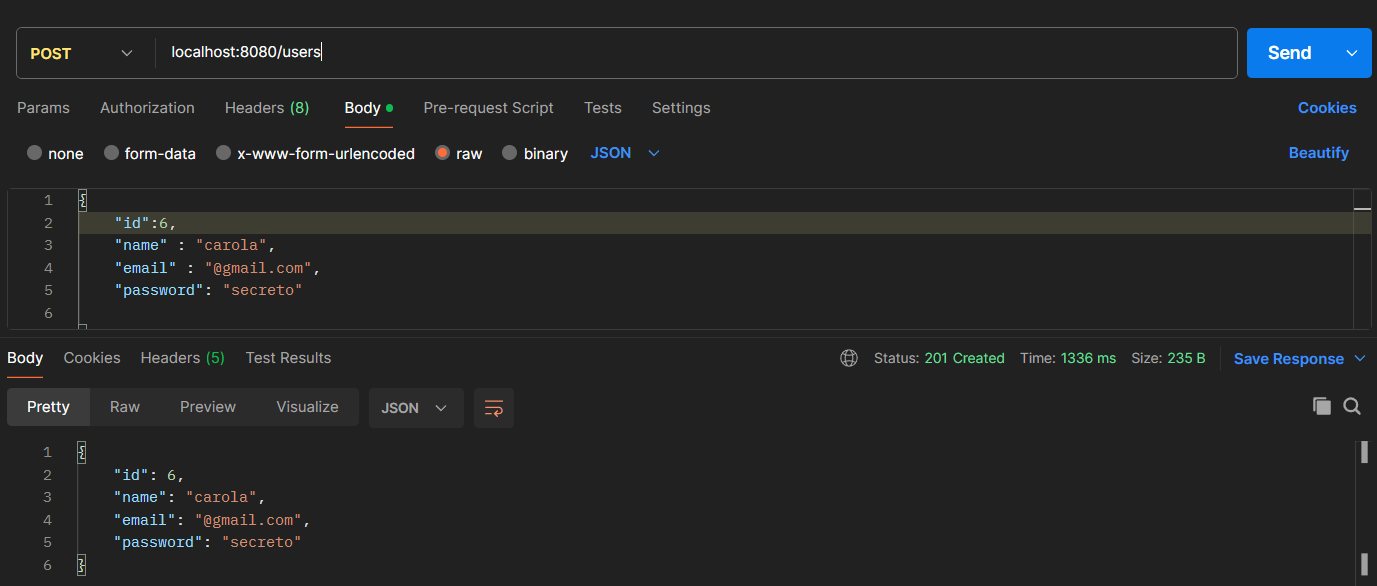 POST localhost:8080/users Send
Params Authorization Headers (8) Body Pre-request Script Tests Settings Cookies
none form-data x-www-form-urlencoded raw binary JSON Beautify
1 {
2 "id":6,
3 "name" : "carola",
4 "email" : "@gmail.com",
5 "password": "secreto"
6
Body Cookies Headers (5) Test Results Status: 201 Created Time: 1336 ms Size: 235 B Save Response
Pretty Raw Preview Visualize JSON
1 {
2 "id": 6,
3 "name": "carola",
4 "email": "@gmail.com",
5 "password": "secreto"
6 }